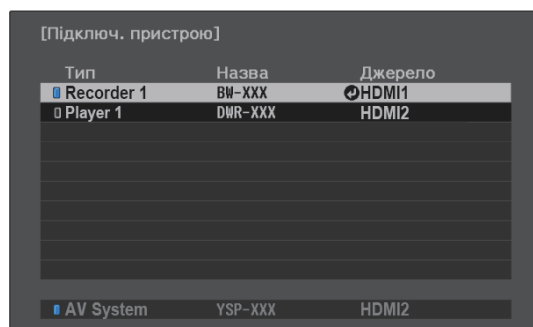 [Підключ. пристрою]
Тип Назва Джерело
Recorder 1 BW-XXX HDMI1
Player 1 DWR-XXX HDMI2
AV System YSP-XXX HDMI2